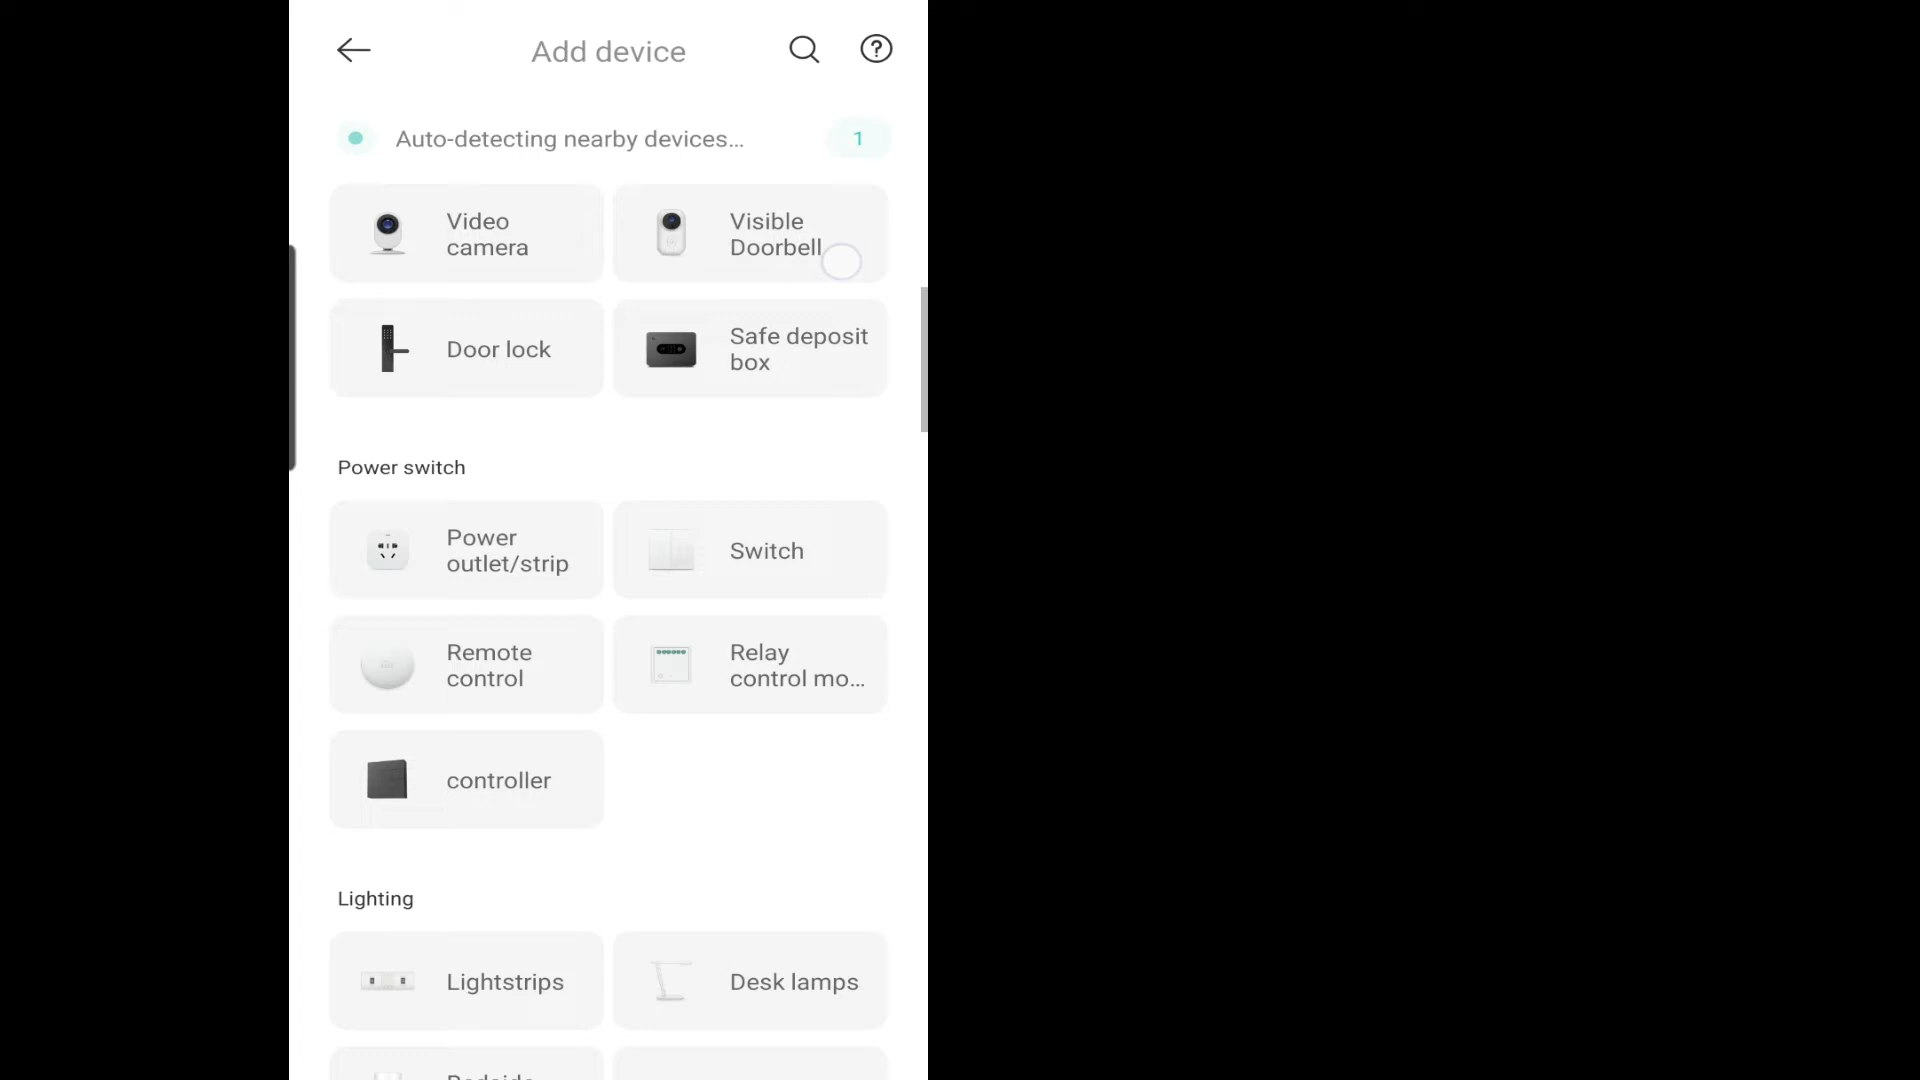 Add device
Auto-detecting nearby devices...
1
Video
camera
Visible
Doorbell
Door lock
Safe deposit
box
Power switch
Power
outlet/strip
Switch
Remote
control
Relay
control mo...
controller
Lighting
Lightstrips
Desk lamps